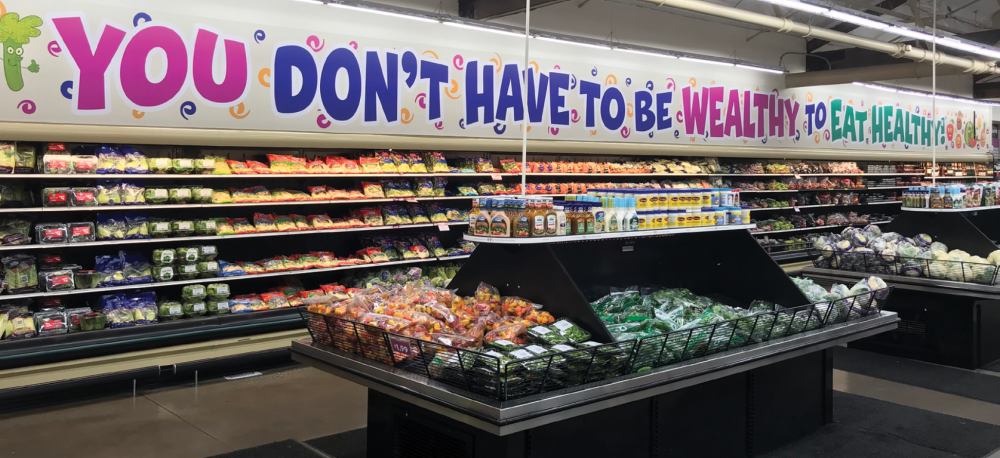 YOU DON'T HAVE TO BE WEALTHY, TO EAT HEALTHY!